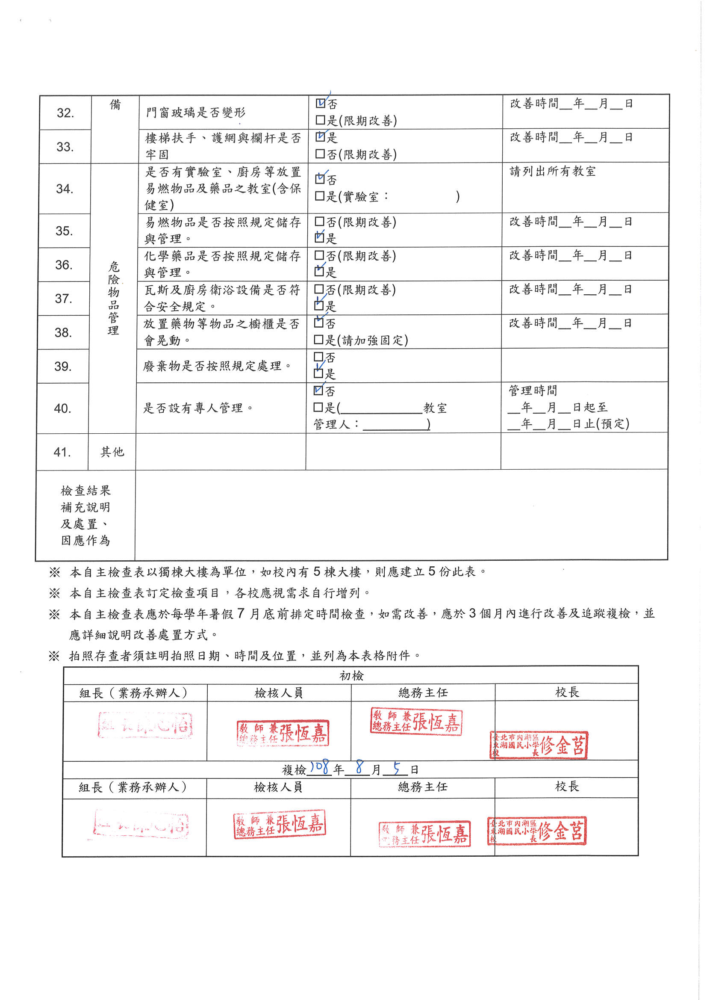 32.
備
門窗玻璃是否變形
☑否
□是(限期改善)
改善時間__年__月__日
33.
樓梯扶手、護網與欄杆是否
牢固
☑是
□否(限期改善)
改善時間__年__月__日
34.
危險物品管理
是否有實驗室、廚房等放置
易燃物品及藥品之教室(含保
健室)
☑否
□是(實驗室： )
請列出所有教室
35.
易燃物品是否按照規定儲存
與管理。
□否(限期改善)
☑是
改善時間__年__月__日
36.
化學藥品是否按照規定儲存
與管理。
□否(限期改善)
☑是
改善時間__年__月__日
37.
瓦斯及廚房衛浴設備是否符
合安全規定。
□否(限期改善)
☑是
改善時間__年__月__日
38.
放置藥物等物品之櫥櫃是否
會晃動。
☑否
□是(請加強固定)
改善時間__年__月__日
39.
廢棄物是否按照規定處理。
□否
☑是
40.
是否設有專人管理。
☑否
□是(_____________教室
管理人：__________)
管理時間
__年__月__日起至
__年__月__日止(預定)
41.
其他
檢查結果
補充說明
及處置、
因應作為
※ 本自主檢查表以獨棟大樓為單位，如校內有 5 棟大樓，則應建立 5 份此表。
※ 本自主檢查表訂定檢查項目，各校應視需求自行增列。
※ 本自主檢查表應於每學年暑假 7 月底前排定時間檢查，如需改善，應於 3 個月內進行改善及追蹤複檢，並
應詳細說明改善處置方式。
※ 拍照存查者須註明拍照日期、時間及位置，並列為本表格附件。
初檢
組長（業務承辦人） 檢核人員 總務主任 校長
教師兼
總務主任張恆嘉
教師兼
總務主任張恆嘉
臺北市內湖區
東湖國民小學
校長修金莒
複檢108年8月5日
組長（業務承辦人） 檢核人員 總務主任 校長
教師兼
總務主任張恆嘉
教師兼
總務主任張恆嘉
臺北市內湖區
東湖國民小學
校長修金莒